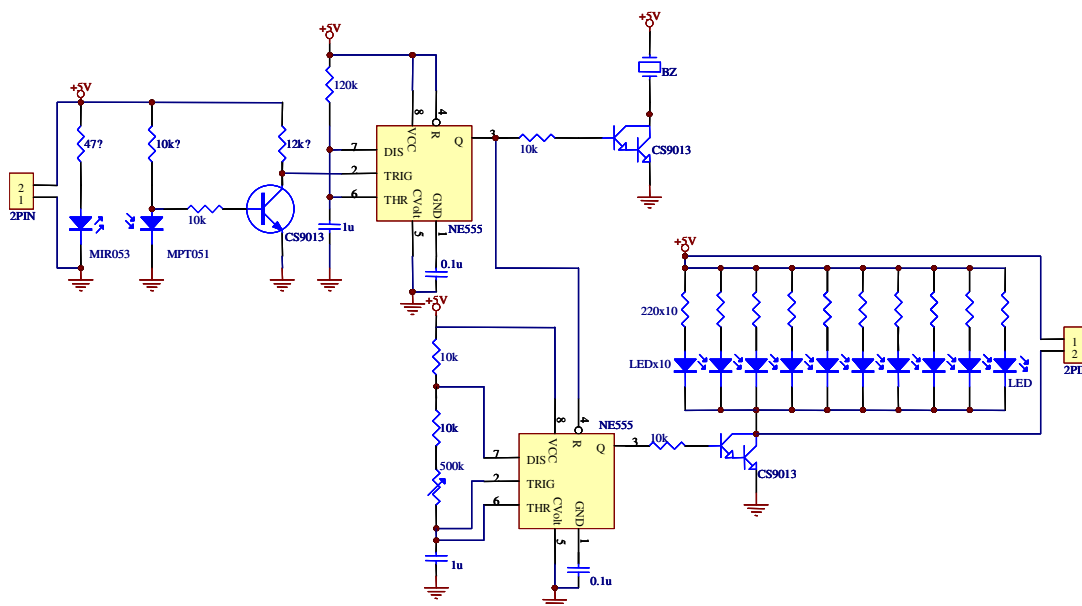 +5V
47?
10k?
12k?
2
1
2PIN
MIR053
MPT051
10k
CS9013
+5V
120k
7
2
6
8
4
VCC
R
DIS
TRIG
THR
Q
3
CVolt
GND
5
1
NE555
1u
0.1u
10k
+5V
BZ
CS9013
+5V
10k
10k
500k
1u
8
4
NE555
VCC
R
DIS
TRIG
THR
Q
7
2
6
3
CVolt
GND
5
1
0.1u
10k
CS9013
+5V
220x10
LEDx10
LED
1
2
2PI